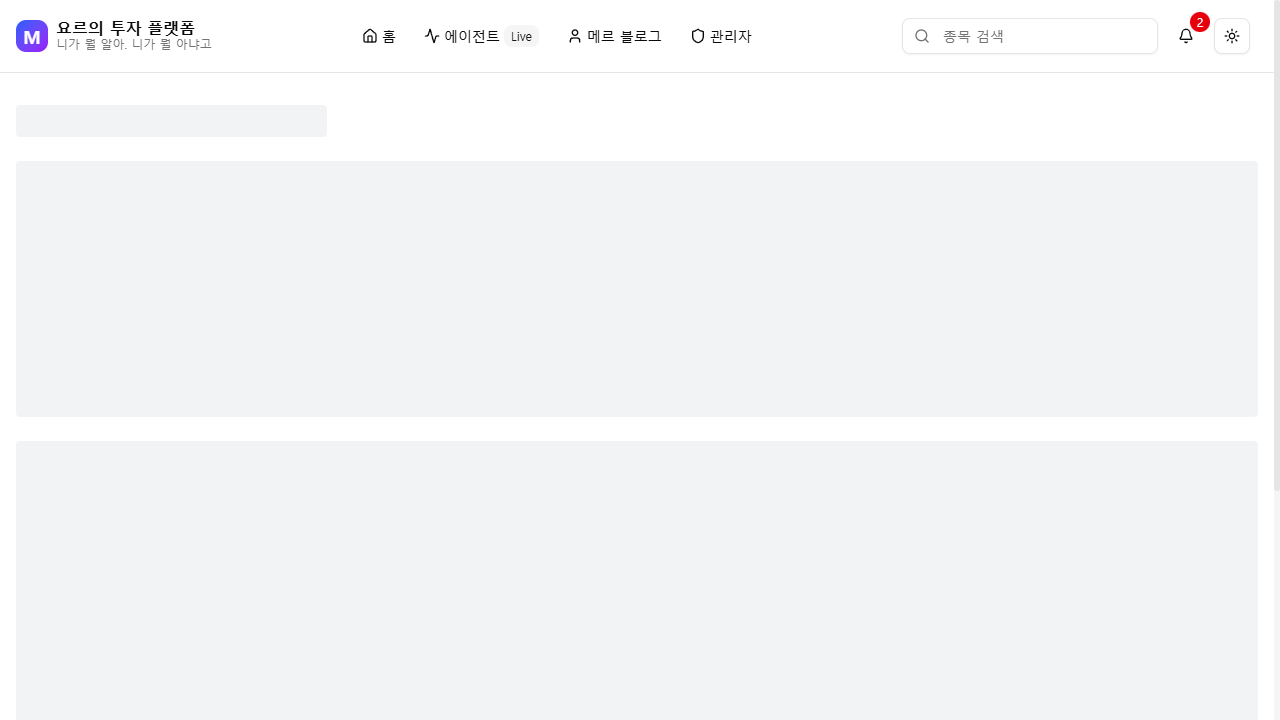 M
요르의 투자 플랫폼
니가 뭘 알아. 니가 뭘 아냐고
홈
에이전트 Live
메르 블로그
관리자
종목 검색
2